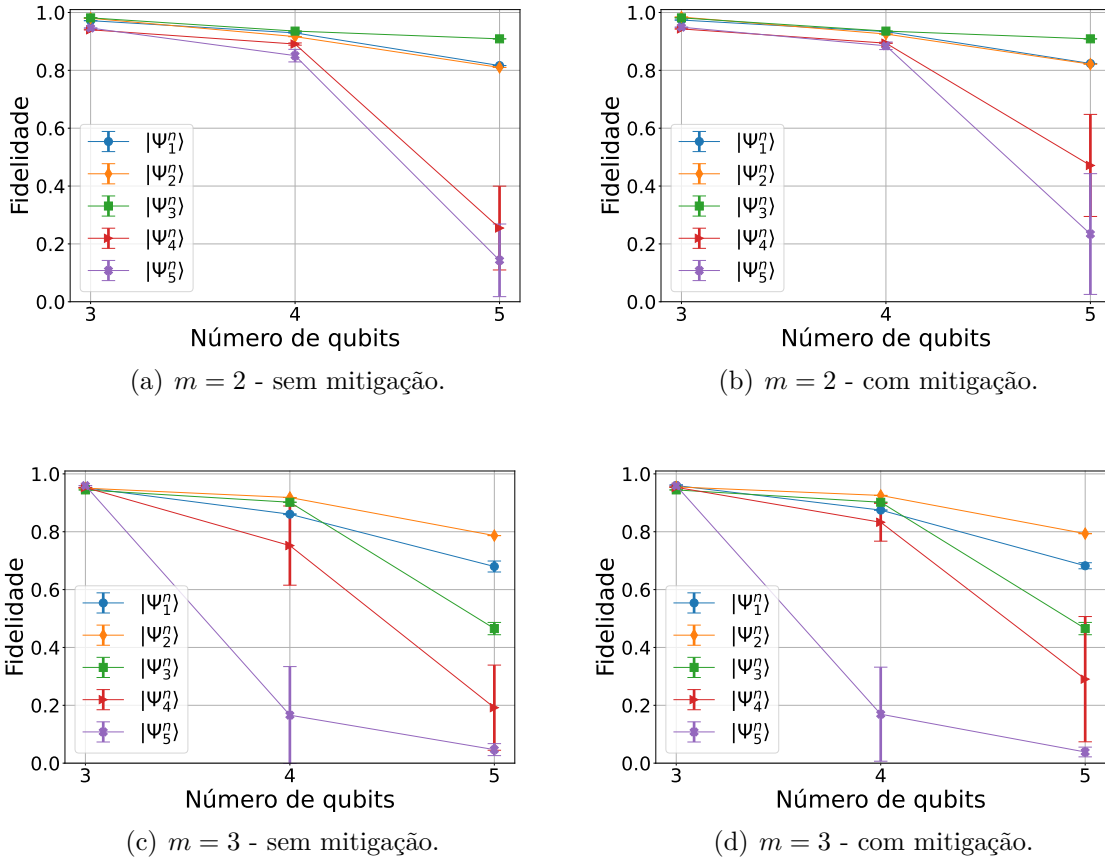 1.0
0.8
0.6
0.4
0.2
0.0
Fidelidade
|Ψ₁ⁿ⟩
|Ψ₂ⁿ⟩
|Ψ₃ⁿ⟩
|Ψ₄ⁿ⟩
|Ψ₅ⁿ⟩
3 4 5
Número de qubits
(a) m = 2 - sem mitigação.
1.0
0.8
0.6
0.4
0.2
0.0
Fidelidade
|Ψ₁ⁿ⟩
|Ψ₂ⁿ⟩
|Ψ₃ⁿ⟩
|Ψ₄ⁿ⟩
|Ψ₅ⁿ⟩
3 4 5
Número de qubits
(b) m = 2 - com mitigação.
1.0
0.8
0.6
0.4
0.2
0.0
Fidelidade
|Ψ₁ⁿ⟩
|Ψ₂ⁿ⟩
|Ψ₃ⁿ⟩
|Ψ₄ⁿ⟩
|Ψ₅ⁿ⟩
3 4 5
Número de qubits
(c) m = 3 - sem mitigação.
1.0
0.8
0.6
0.4
0.2
0.0
Fidelidade
|Ψ₁ⁿ⟩
|Ψ₂ⁿ⟩
|Ψ₃ⁿ⟩
|Ψ₄ⁿ⟩
|Ψ₅ⁿ⟩
3 4 5
Número de qubits
(d) m = 3 - com mitigação.